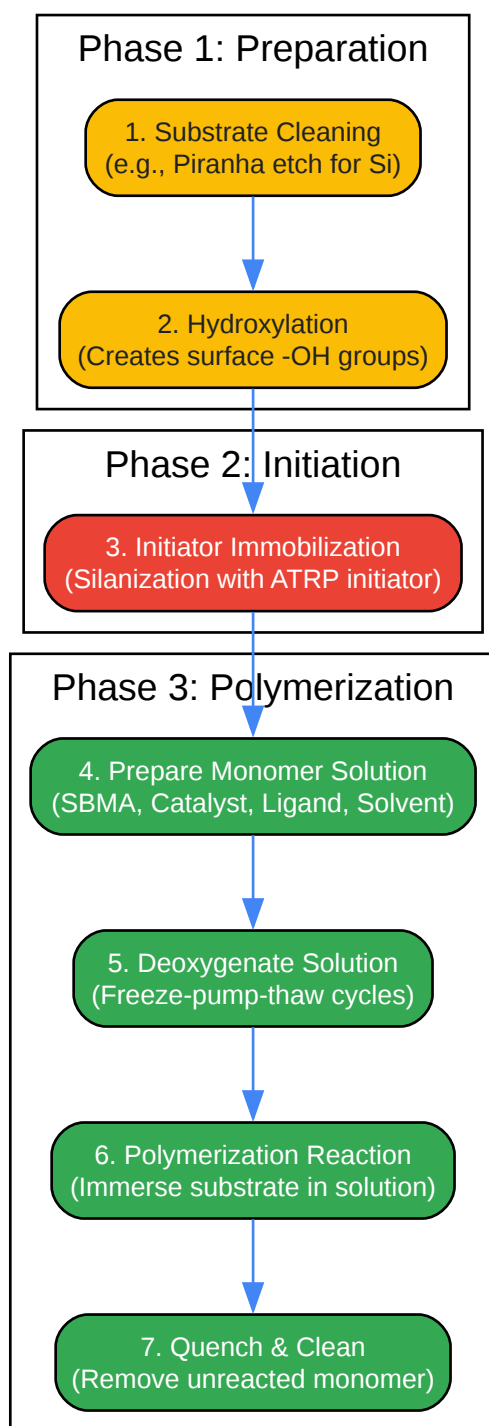 Phase 1: Preparation
1. Substrate Cleaning
(e.g., Piranha etch for Si)
2. Hydroxylation
(Creates surface -OH groups)
Phase 2: Initiation
3. Initiator Immobilization
(Silanization with ATRP initiator)
Phase 3: Polymerization
4. Prepare Monomer Solution
(SBMA, Catalyst, Ligand, Solvent)
5. Deoxygenate Solution
(Freeze-pump-thaw cycles)
6. Polymerization Reaction
(Immerse substrate in solution)
7. Quench & Clean
(Remove unreacted monomer)